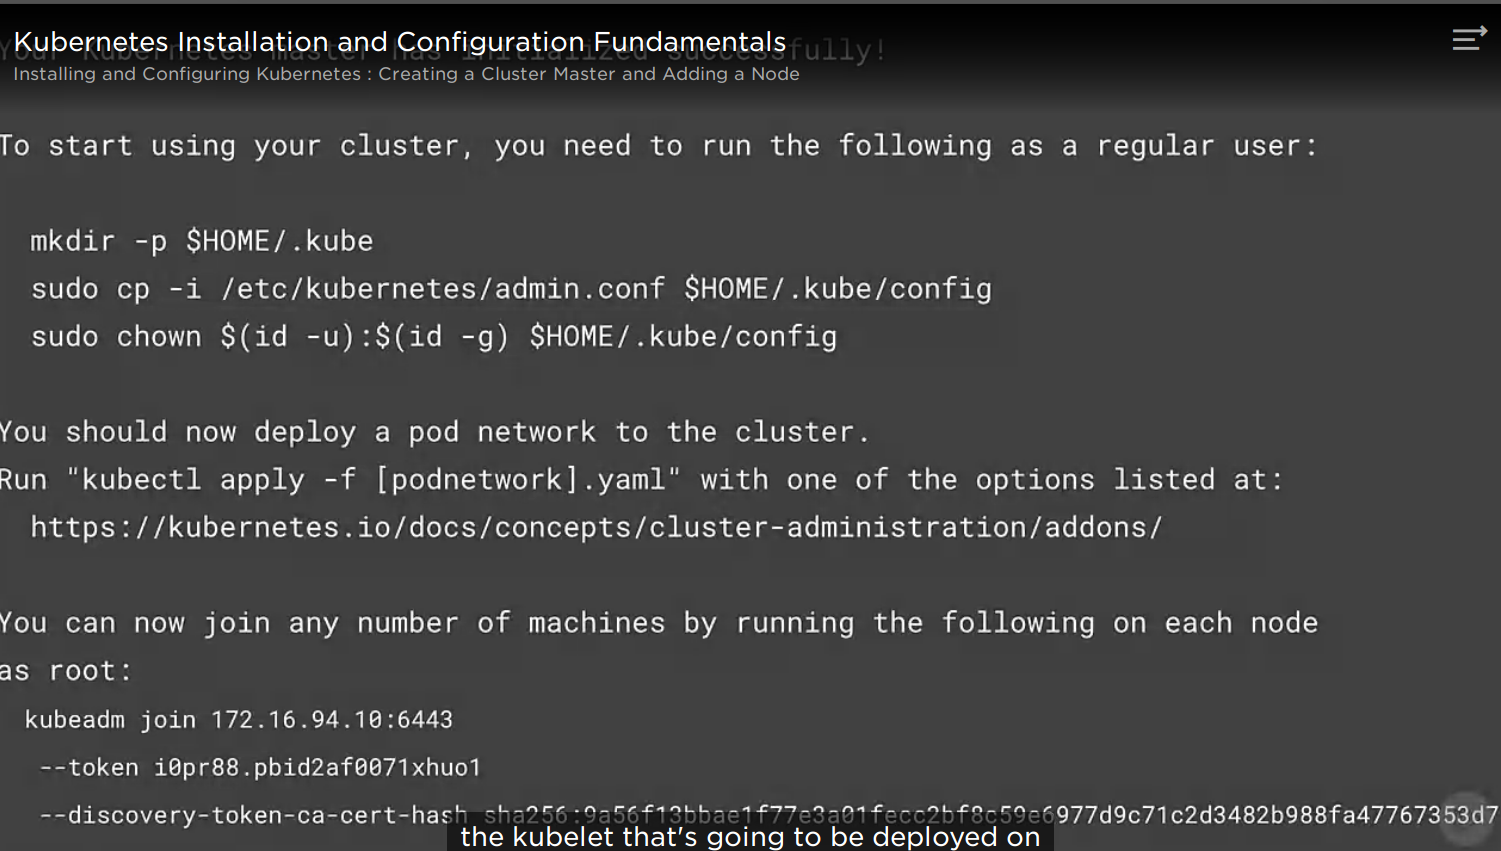 Kubernetes Installation and Configuration Fundamentals
Your Kubernetes master has initialized successfully!
Installing and Configuring Kubernetes : Creating a Cluster Master and Adding a Node
To start using your cluster, you need to run the following as a regular user:
mkdir -p $HOME/.kube
sudo cp -i /etc/kubernetes/admin.conf $HOME/.kube/config
sudo chown $(id -u):$(id -g) $HOME/.kube/config
You should now deploy a pod network to the cluster.
Run "kubectl apply -f [podnetwork].yaml" with one of the options listed at:
https://kubernetes.io/docs/concepts/cluster-administration/addons/
You can now join any number of machines by running the following on each node
as root:
kubeadm join 172.16.94.10:6443
--token i0pr88.pbid2af0071xhuo1
--discovery-token-ca-cert-hash sha256:9a56f13bbae1f77e3a01fecc2bf8c59e6977d9c71c2d3482b988fa47767353d7
the kubelet that's going to be deployed on